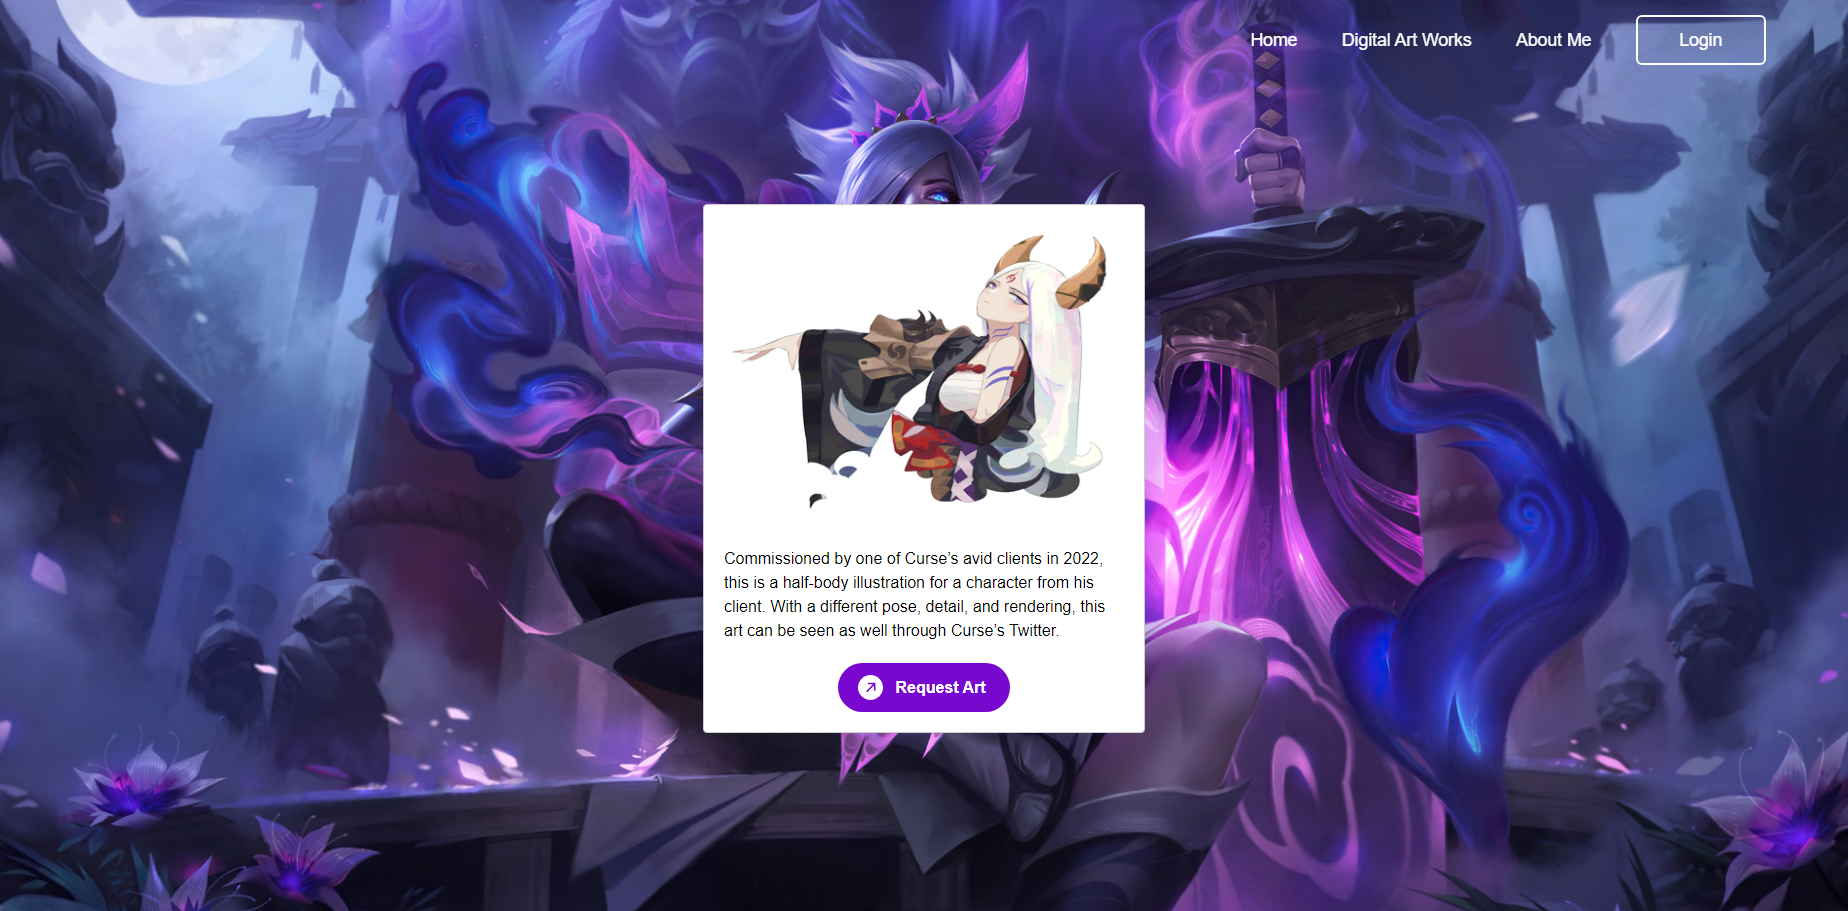 Home
Digital Art Works
About Me
Login
Commissioned by one of Curse’s avid clients in 2022,
this is a half-body illustration for a character from his
client. With a different pose, detail, and rendering, this
art can be seen as well through Curse’s Twitter.
Request Art